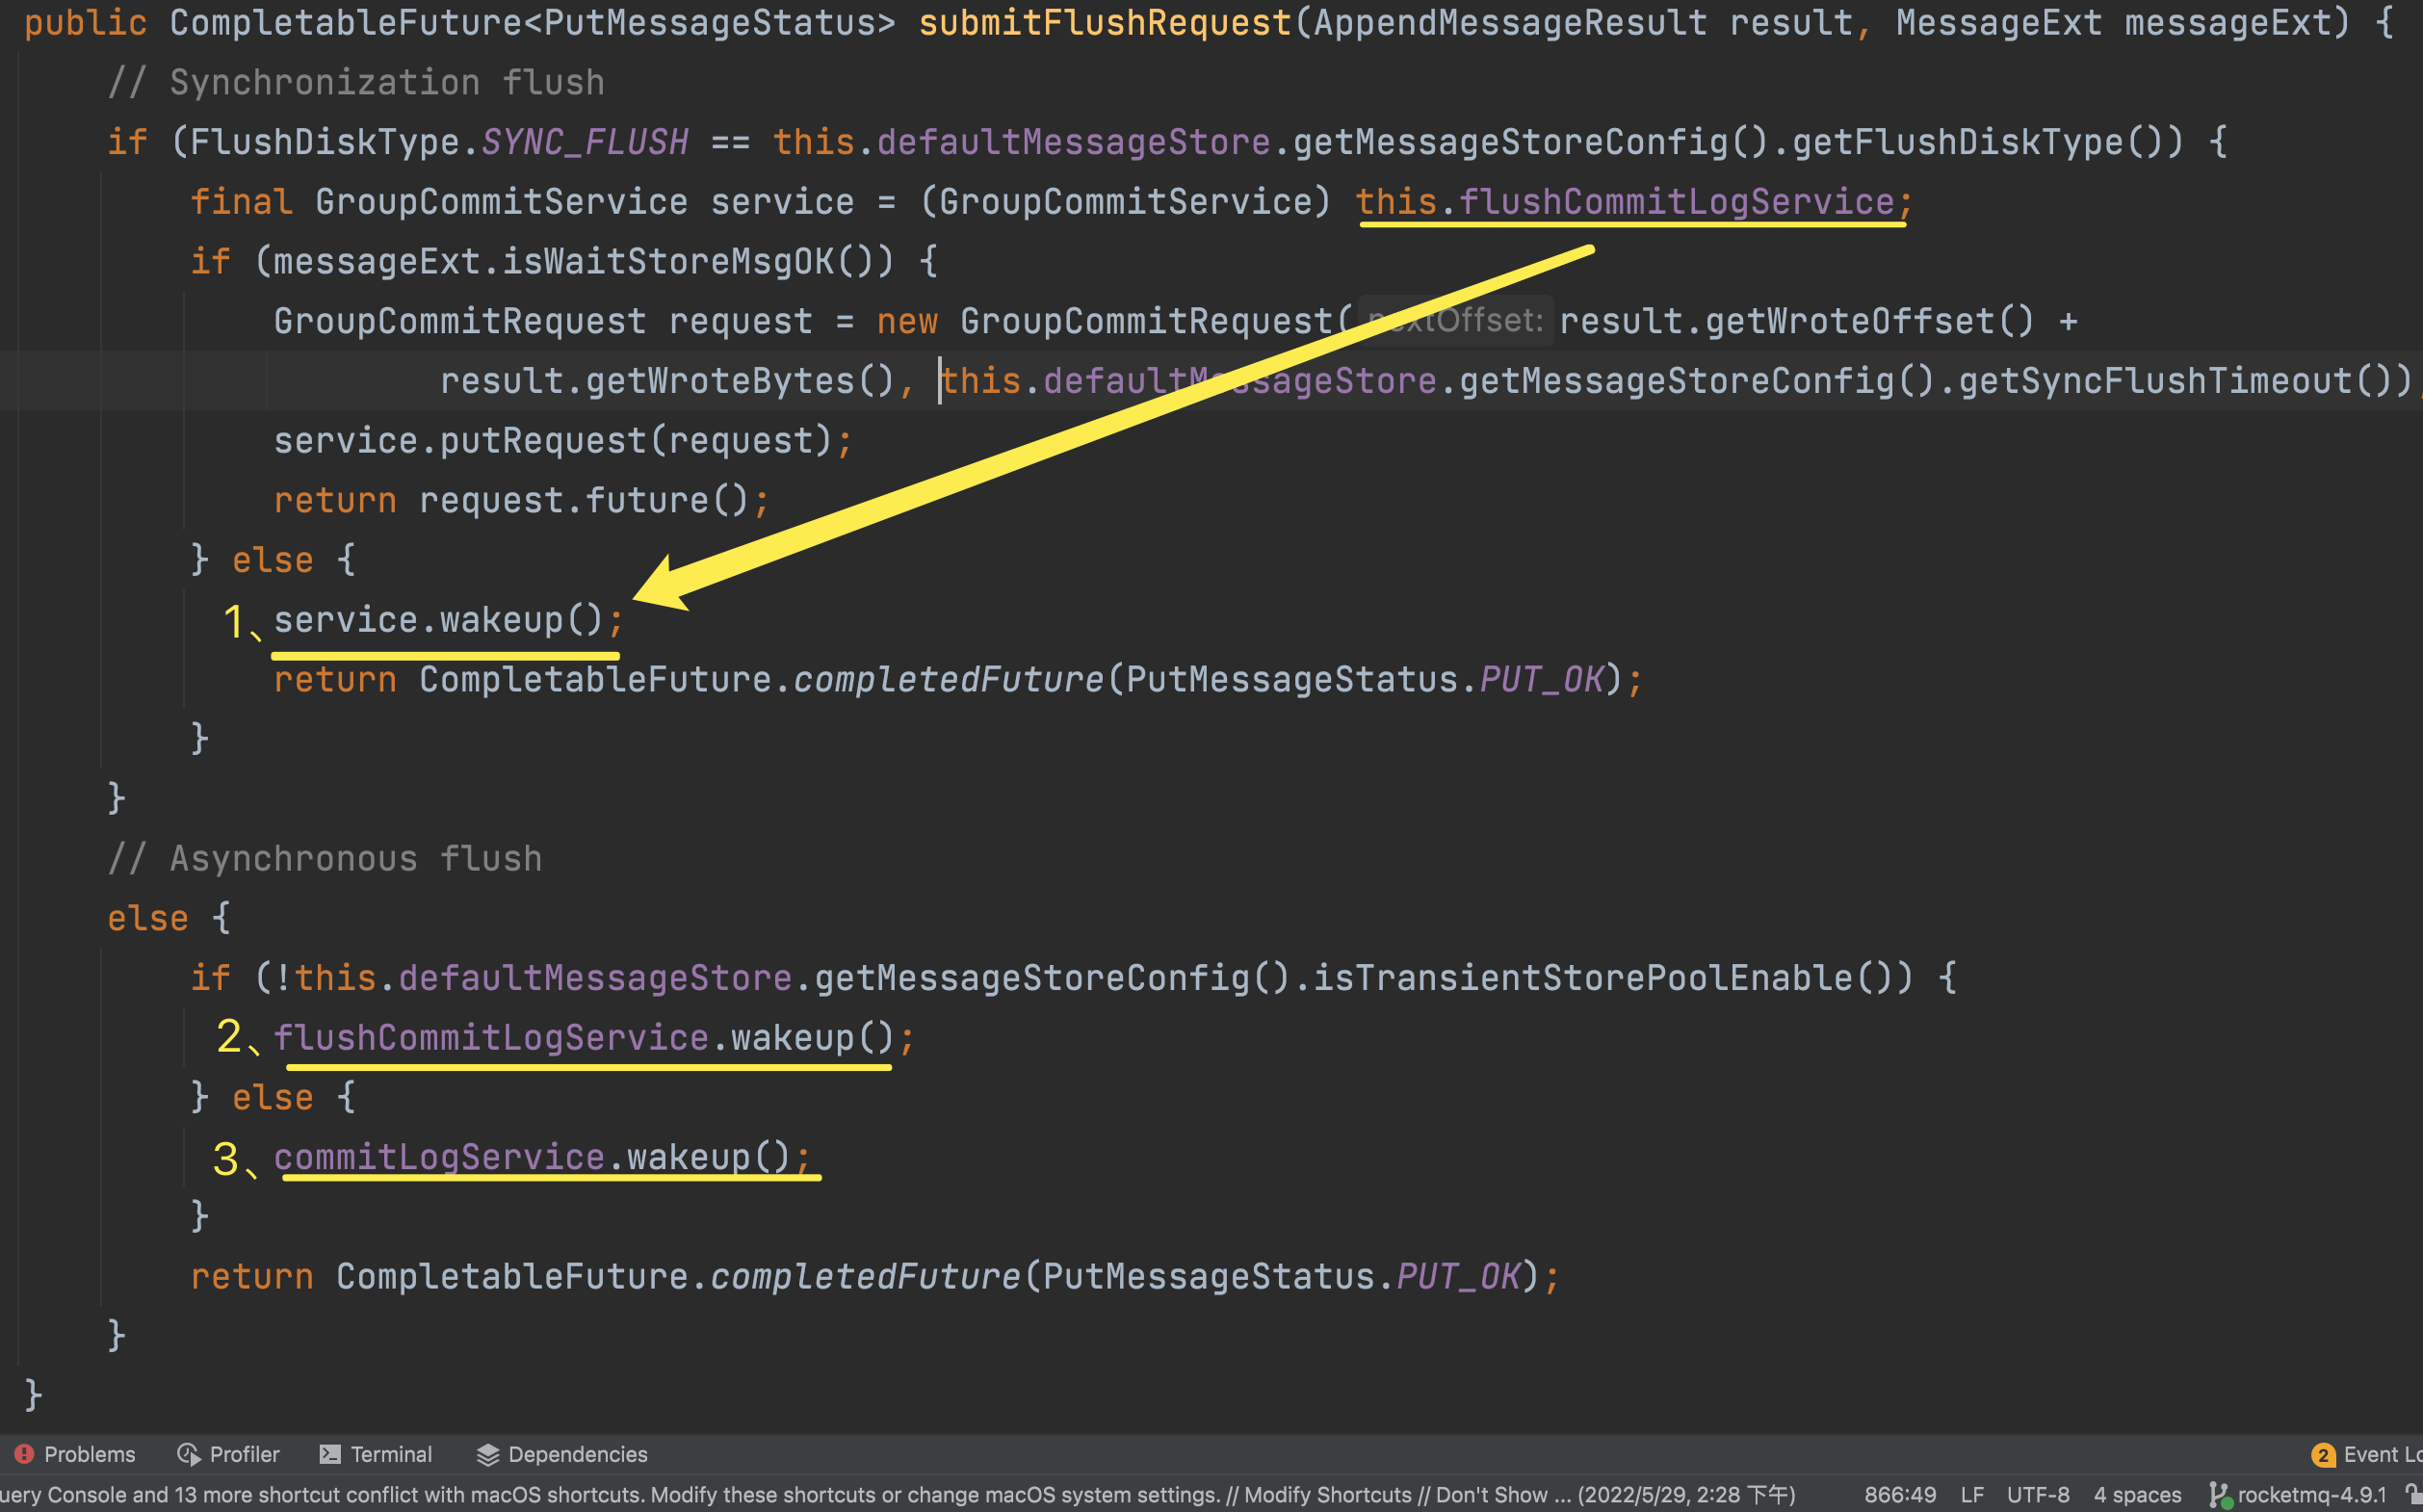 public CompletableFuture<PutMessageStatus> submitFlushRequest(AppendMessageResult result, MessageExt messageExt) {
// Synchronization flush
if (FlushDiskType.SYNC_FLUSH == this.defaultMessageStore.getMessageStoreConfig().getFlushDiskType()) {
final GroupCommitService service = (GroupCommitService) this.flushCommitLogService;
if (messageExt.isWaitStoreMsgOK()) {
GroupCommitRequest request = new GroupCommitRequest( nextOffset: result.getWroteOffset() +
result.getWroteBytes(), this.defaultMessageStore.getMessageStoreConfig().getSyncFlushTimeout())
service.putRequest(request);
return request.future();
} else {
1、service.wakeup();
return CompletableFuture.completedFuture(PutMessageStatus.PUT_OK);
}
}
// Asynchronous flush
else {
if (!this.defaultMessageStore.getMessageStoreConfig().isTransientStorePoolEnable()) {
2、flushCommitLogService.wakeup();
} else {
3、commitLogService.wakeup();
}
return CompletableFuture.completedFuture(PutMessageStatus.PUT_OK);
}
}
Problems Profiler Terminal Dependencies 2 Event Lo
uery Console and 13 more shortcut conflict with macOS shortcuts. Modify these shortcuts or change macOS system settings. // Modify Shortcuts // Don't Show ... (2022/5/29, 2:28 下午) 866:49 LF UTF-8 4 spaces rocketmq-4.9.1